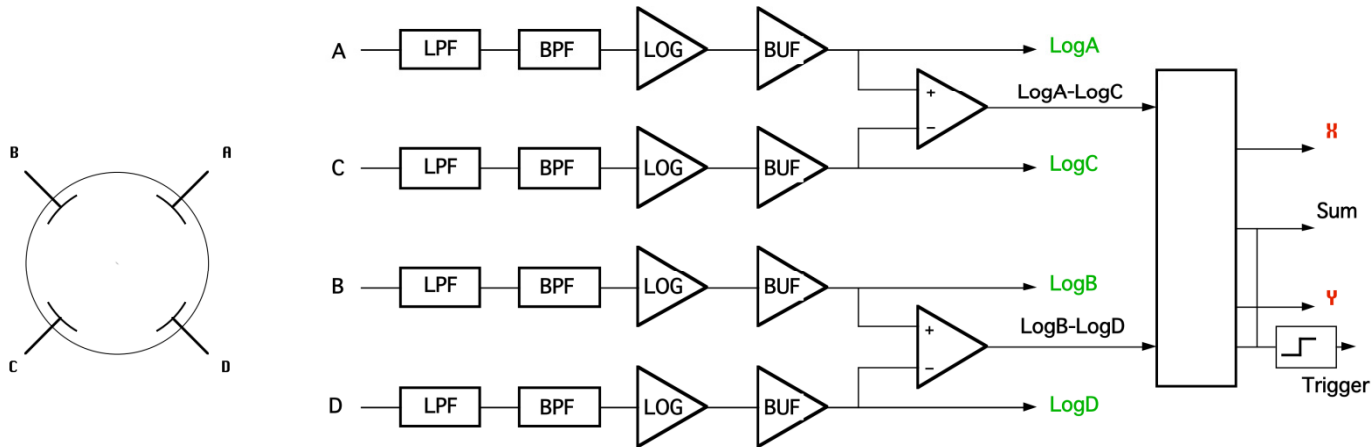 B
A
C
D
A
LPF
BPF
LOG
BUF
LogA
+
−
LogA-LogC
C
LPF
BPF
LOG
BUF
LogC
X
Sum
B
LPF
BPF
LOG
BUF
LogB
Y
+
−
LogB-LogD
Trigger
D
LPF
BPF
LOG
BUF
LogD